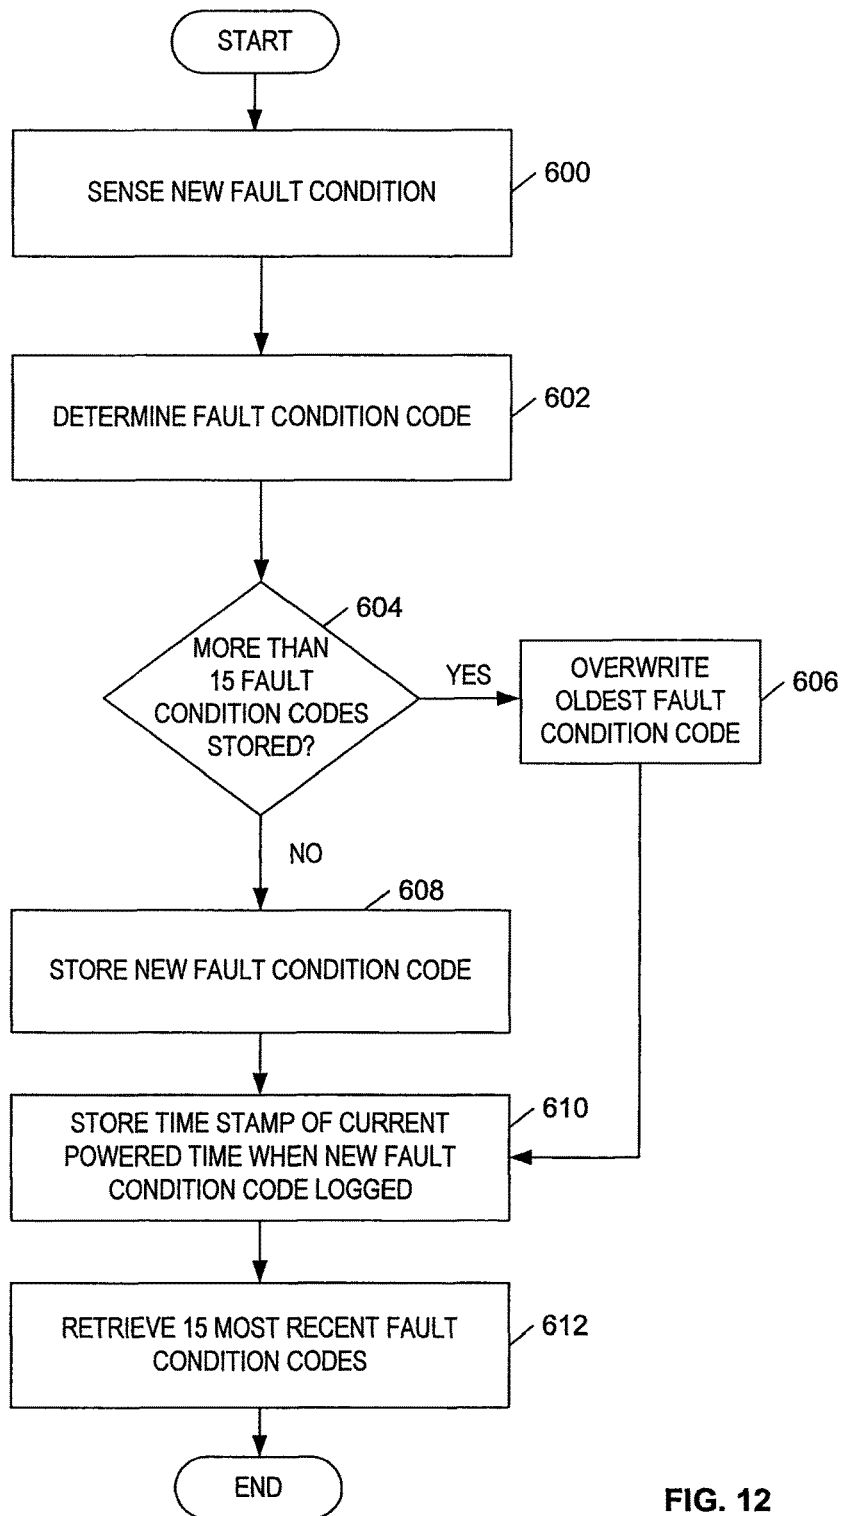 START
SENSE NEW FAULT CONDITION
600
DETERMINE FAULT CONDITION CODE
602
604
MORE THAN
15 FAULT
CONDITION CODES
STORED?
YES
OVERWRITE
OLDEST FAULT
CONDITION CODE
606
NO
608
STORE NEW FAULT CONDITION CODE
STORE TIME STAMP OF CURRENT
POWERED TIME WHEN NEW FAULT
CONDITION CODE LOGGED
610
RETRIEVE 15 MOST RECENT FAULT
CONDITION CODES
612
END
FIG. 12